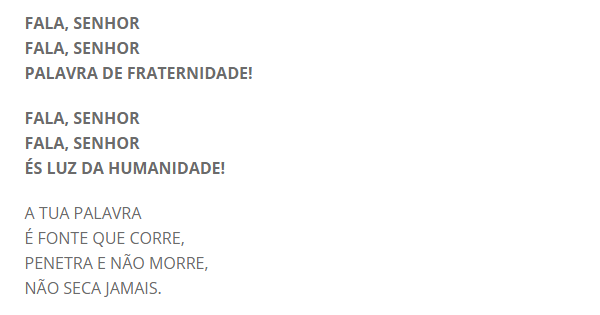 FALA, SENHOR
FALA, SENHOR
PALAVRA DE FRATERNIDADE!
FALA, SENHOR
FALA, SENHOR
ÉS LUZ DA HUMANIDADE!
A TUA PALAVRA
É FONTE QUE CORRE,
PENETRA E NÃO MORRE,
NÃO SECA JAMAIS.